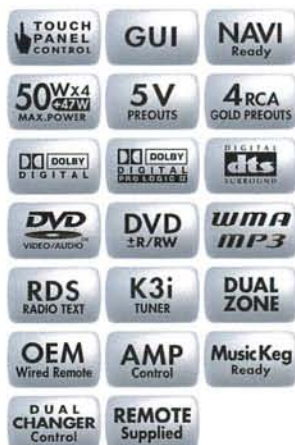 TOUCH
PANEL
CONTROL
GUI
NAVI
Ready
50Wx4
+47W
MAX.POWER
5V
PREOUTS
4RCA
GOLD PREOUTS
DOLBY
DIGITAL
DOLBY
DIGITAL
PRO LOGIC II
DIGITAL
dts
SURROUND
DVD
VIDEO/AUDIO
DVD
±R/RW
WMA
MP3
RDS
RADIO TEXT
K3i
TUNER
DUAL
ZONE
OEM
Wired Remote
AMP
Control
MusicKeg
Ready
DUAL
CHANGER
Control
REMOTE
Supplied